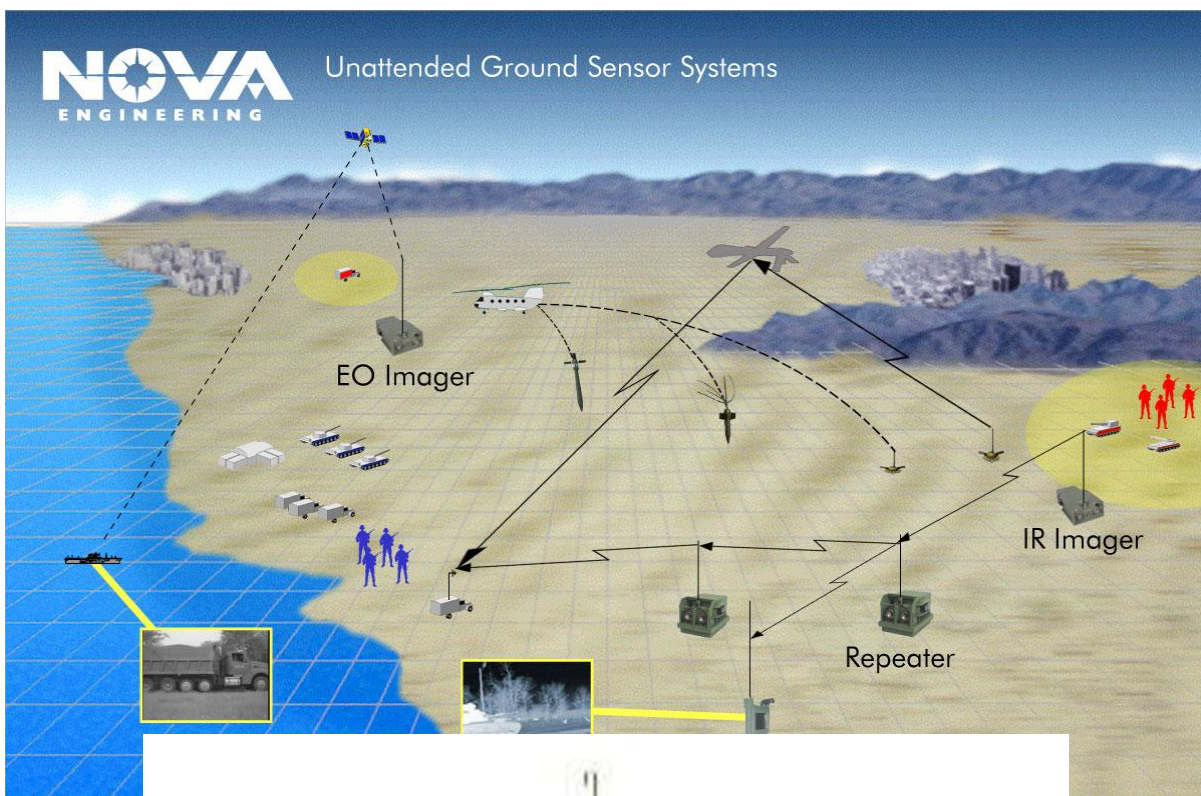 NOVA
ENGINEERING
Unattended Ground Sensor Systems
EO Imager
IR Imager
Repeater